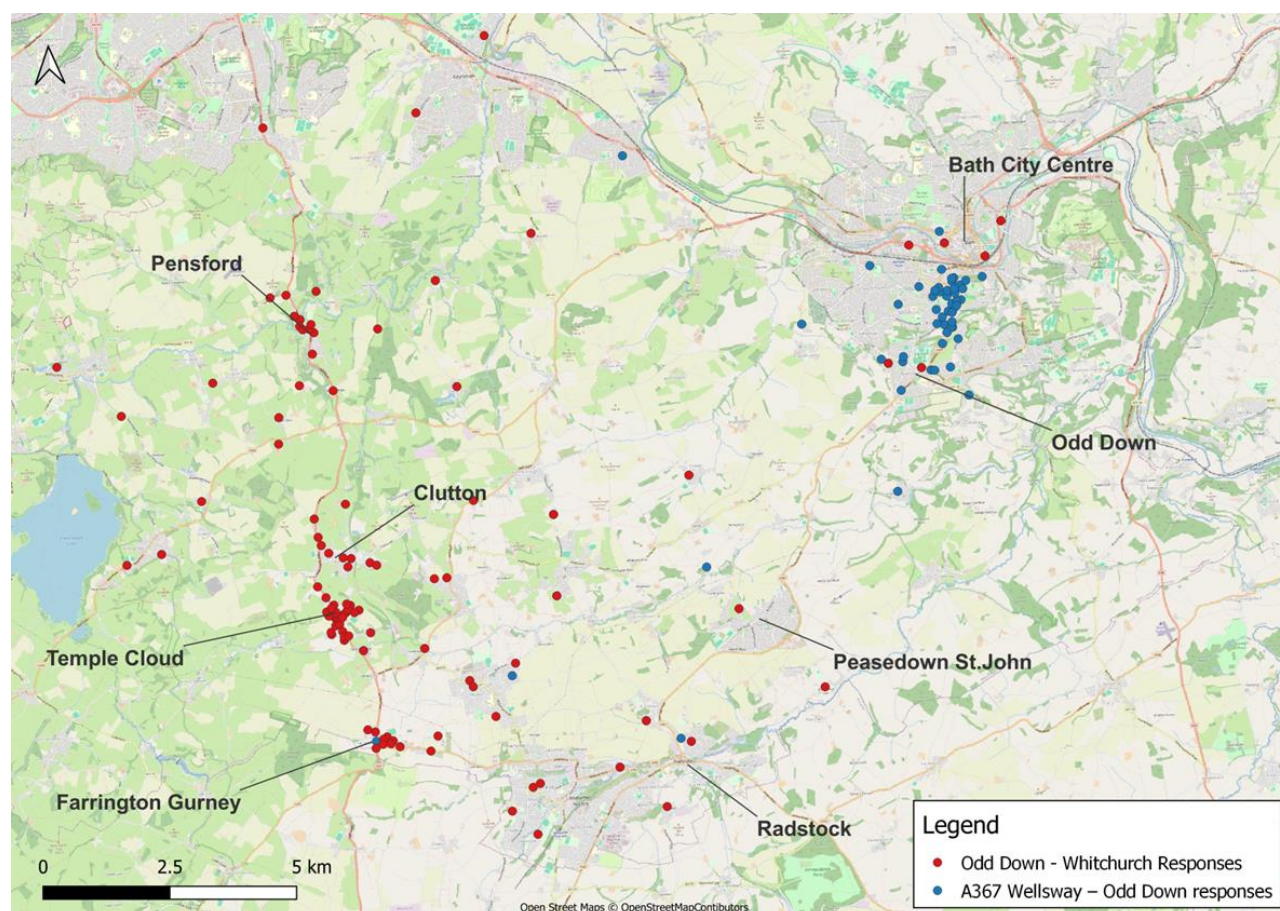 Bath City Centre
Pensford
Odd Down
Clutton
Temple Cloud
Peasedown St.John
Farrington Gurney
Radstock
Legend
0 2.5 5 km
Odd Down - Whitchurch Responses
A367 Wellsway – Odd Down responses
Open Street Maps © OpenStreetMapContributors